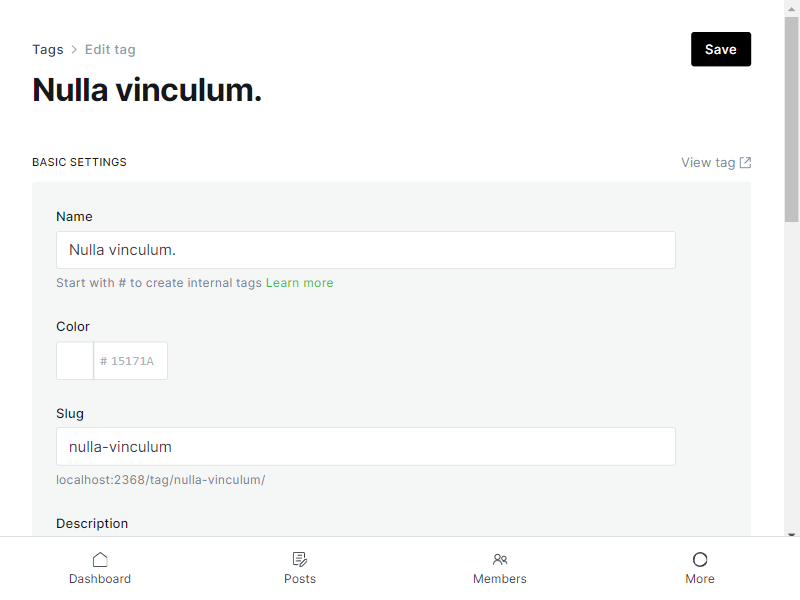 Tags > Edit tag
Save
Nulla vinculum.
BASIC SETTINGS
View tag
Name
Nulla vinculum.
Start with # to create internal tags Learn more
Color
# 15171A
Slug
nulla-vinculum
localhost:2368/tag/nulla-vinculum/
Description
Dashboard
Posts
Members
More